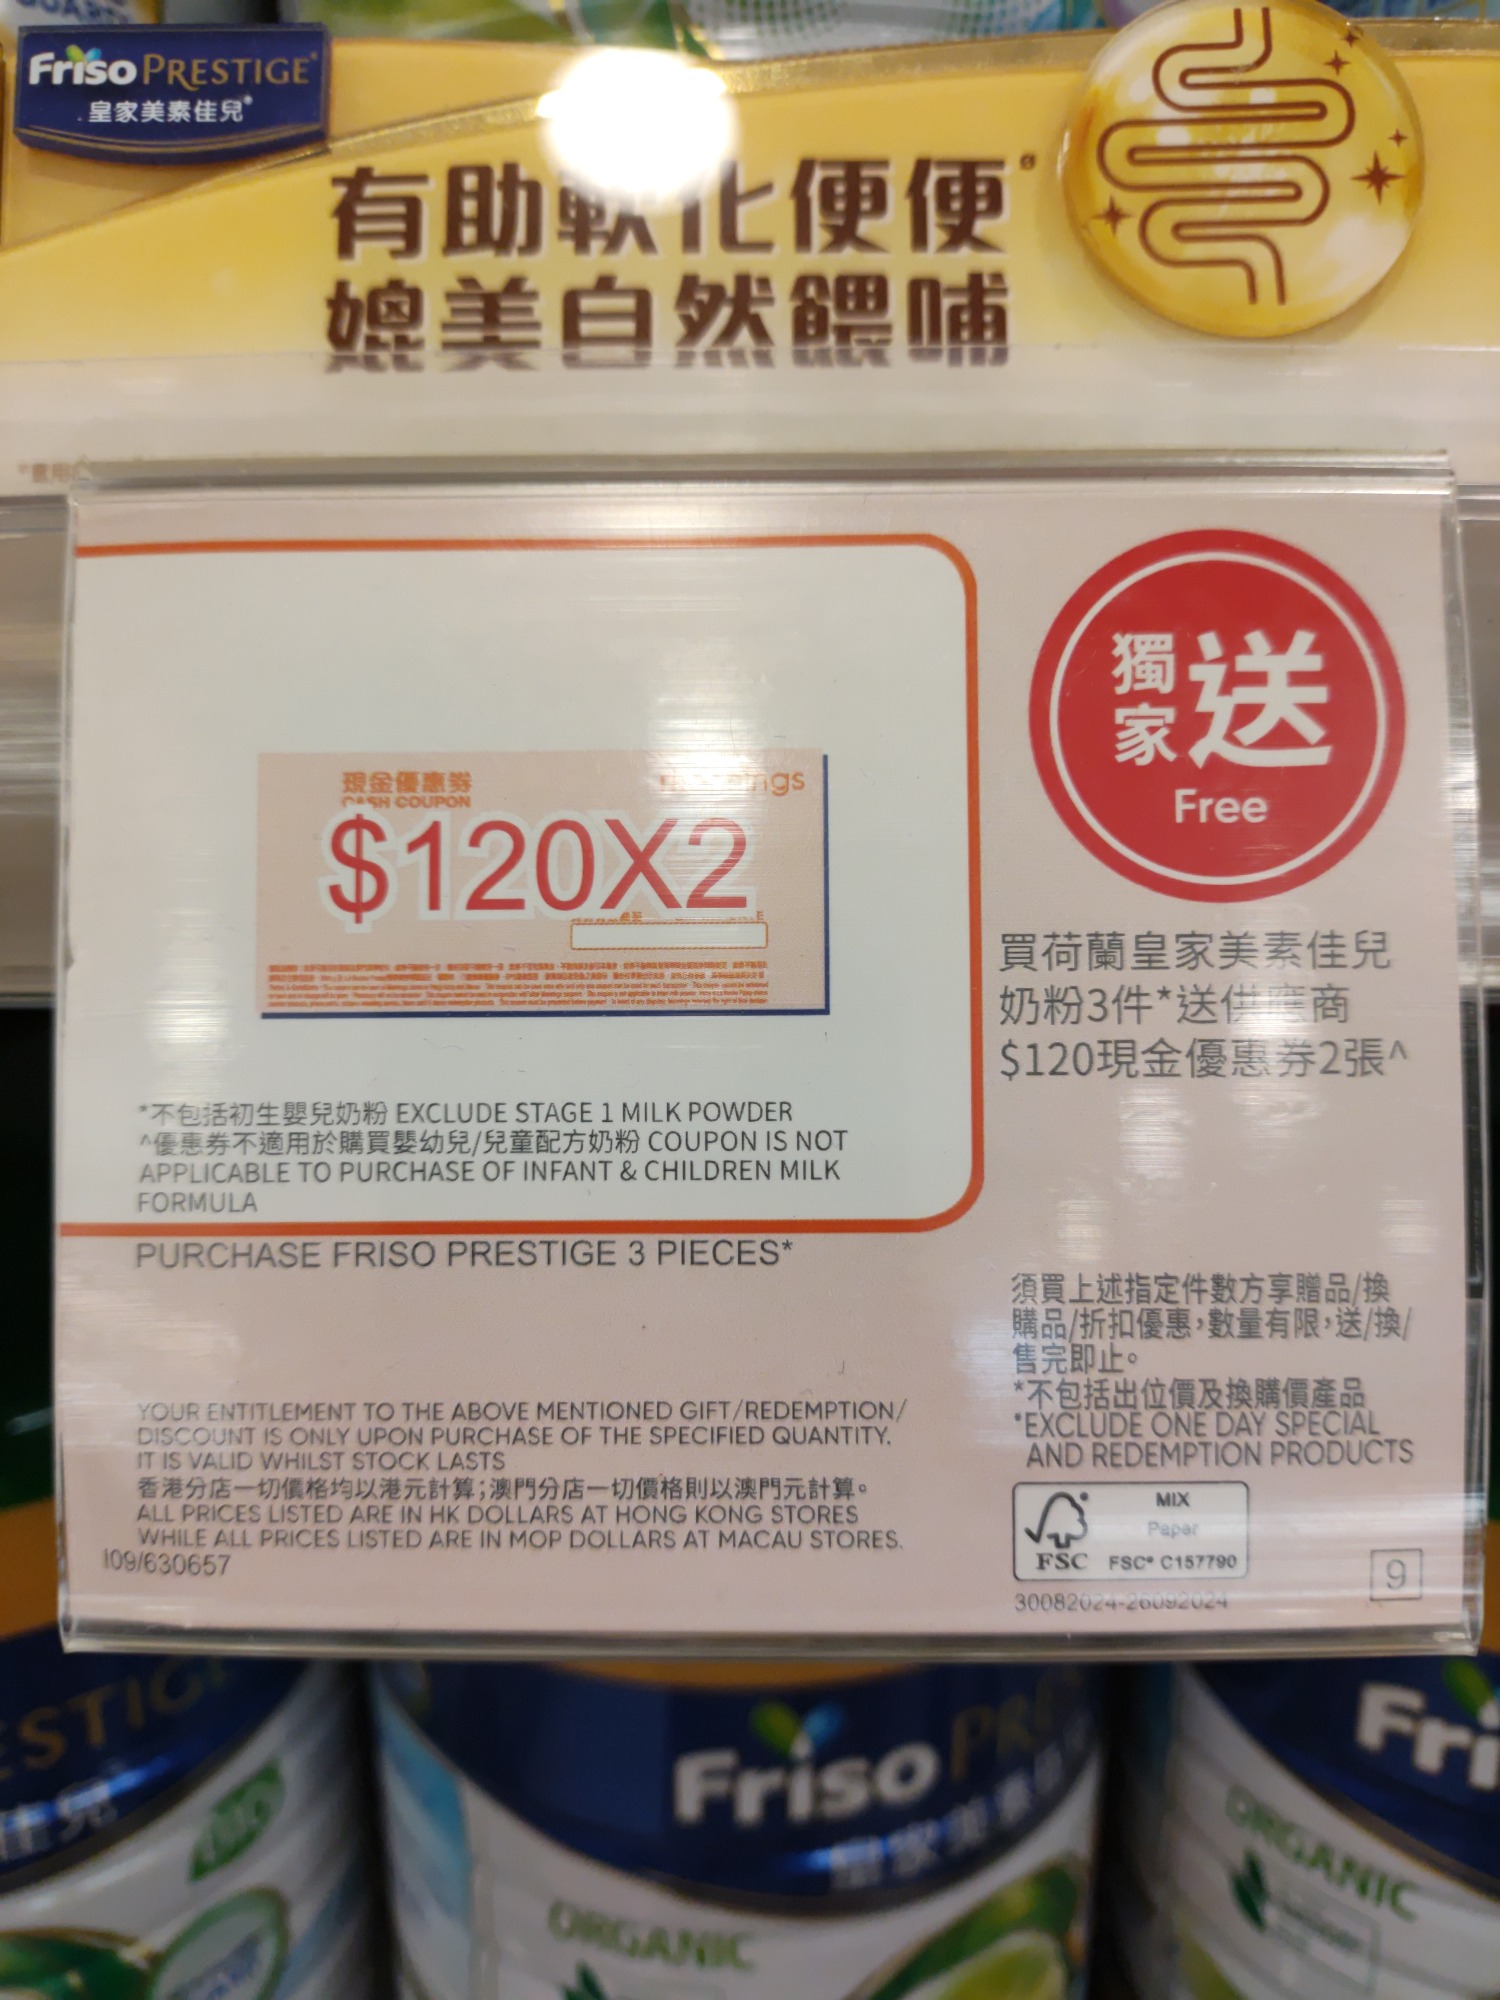 Friso PRESTIGE
皇家美素佳兒
有助軟化便便
媲美自然餵哺
獨家送
Free
現金優惠券
CASH COUPON
$120X2
買荷蘭皇家美素佳兒
奶粉3件*送供應商
$120現金優惠券2張^
*不包括初生嬰兒奶粉 EXCLUDE STAGE 1 MILK POWDER
^優惠券不適用於購買嬰幼兒/兒童配方奶粉 COUPON IS NOT
APPLICABLE TO PURCHASE OF INFANT & CHILDREN MILK
FORMULA
PURCHASE FRISO PRESTIGE 3 PIECES*
須買上述指定件數方享贈品/換
購品/折扣優惠，數量有限，送/換/
售完即止。
*不包括出位價及換購價產品
*EXCLUDE ONE DAY SPECIAL
AND REDEMPTION PRODUCTS
YOUR ENTITLEMENT TO THE ABOVE MENTIONED GIFT/REDEMPTION/
DISCOUNT IS ONLY UPON PURCHASE OF THE SPECIFIED QUANTITY.
IT IS VALID WHILST STOCK LASTS
香港分店一切價格均以港元計算；澳門分店一切價格則以澳門元計算。
ALL PRICES LISTED ARE IN HK DOLLARS AT HONG KONG STORES
WHILE ALL PRICES LISTED ARE IN MOP DOLLARS AT MACAU STORES.
I09/630657
MIX
Paper
FSC FSC® C157790
30082024-26092024
9
ESTIG
佳兒
Friso PR
皇家美素佳
ORGANIC
Fri
ORGANIC